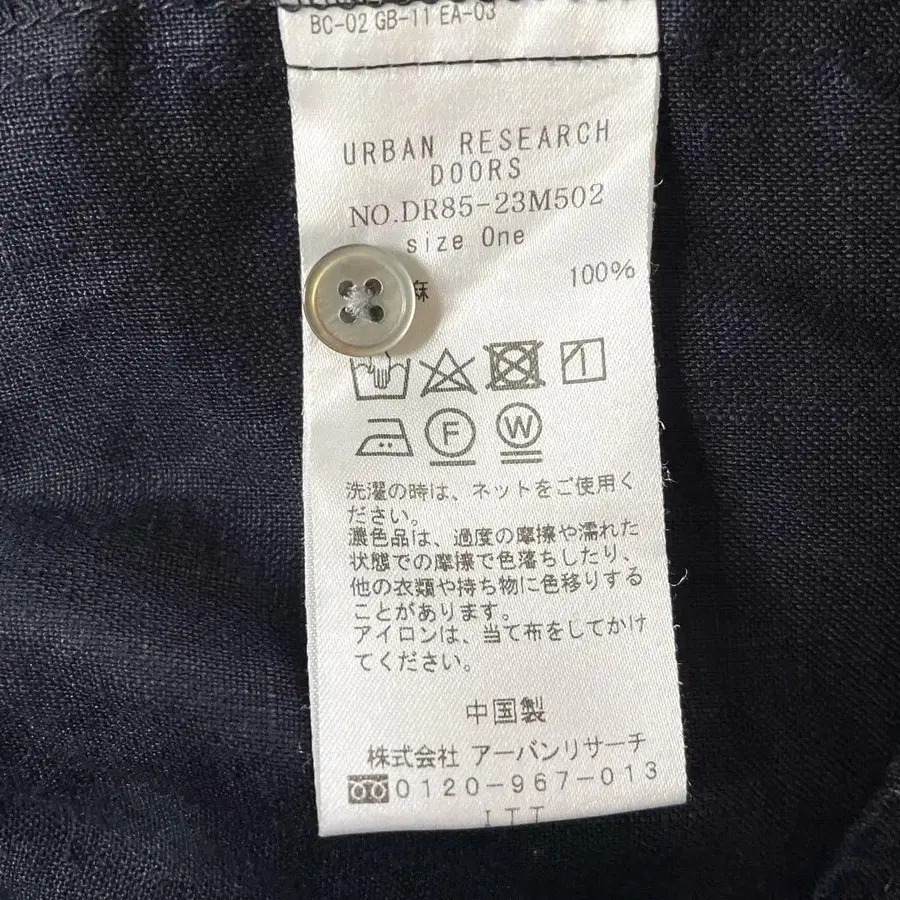 BC-02 GB-11 EA-03
URBAN RESEARCH
DOORS
NO.DR85-23M502
size One
麻 100%
F W
洗濯の時は、ネットをご使用く
ださい。
濃色品は、過度の摩擦や濡れた
状態での摩擦で色落ちしたり、
他の衣類や持ち物に色移りする
ことがあります。
アイロンは、当て布をしてかけ
てください。
中国製
株式会社 アーバンリサーチ
0120-967-013